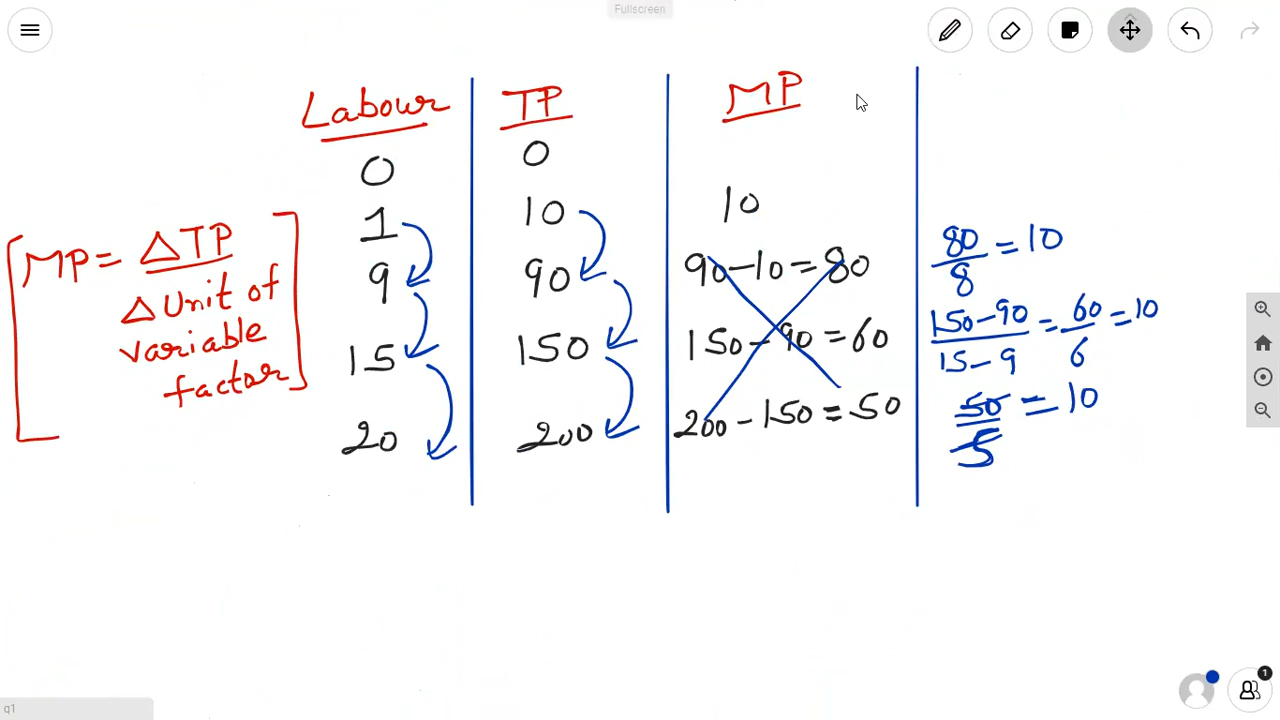 Fullscreen
Labour TP MP
0 0
1 10 10
9 90 90-10=80 80/8=10
15 150 150-90=60 150-90/15-9=60/6=10
20 200 200-150=50 50/5=10
MP= ΔTP
Δ Unit of
variable
factor
q1
1